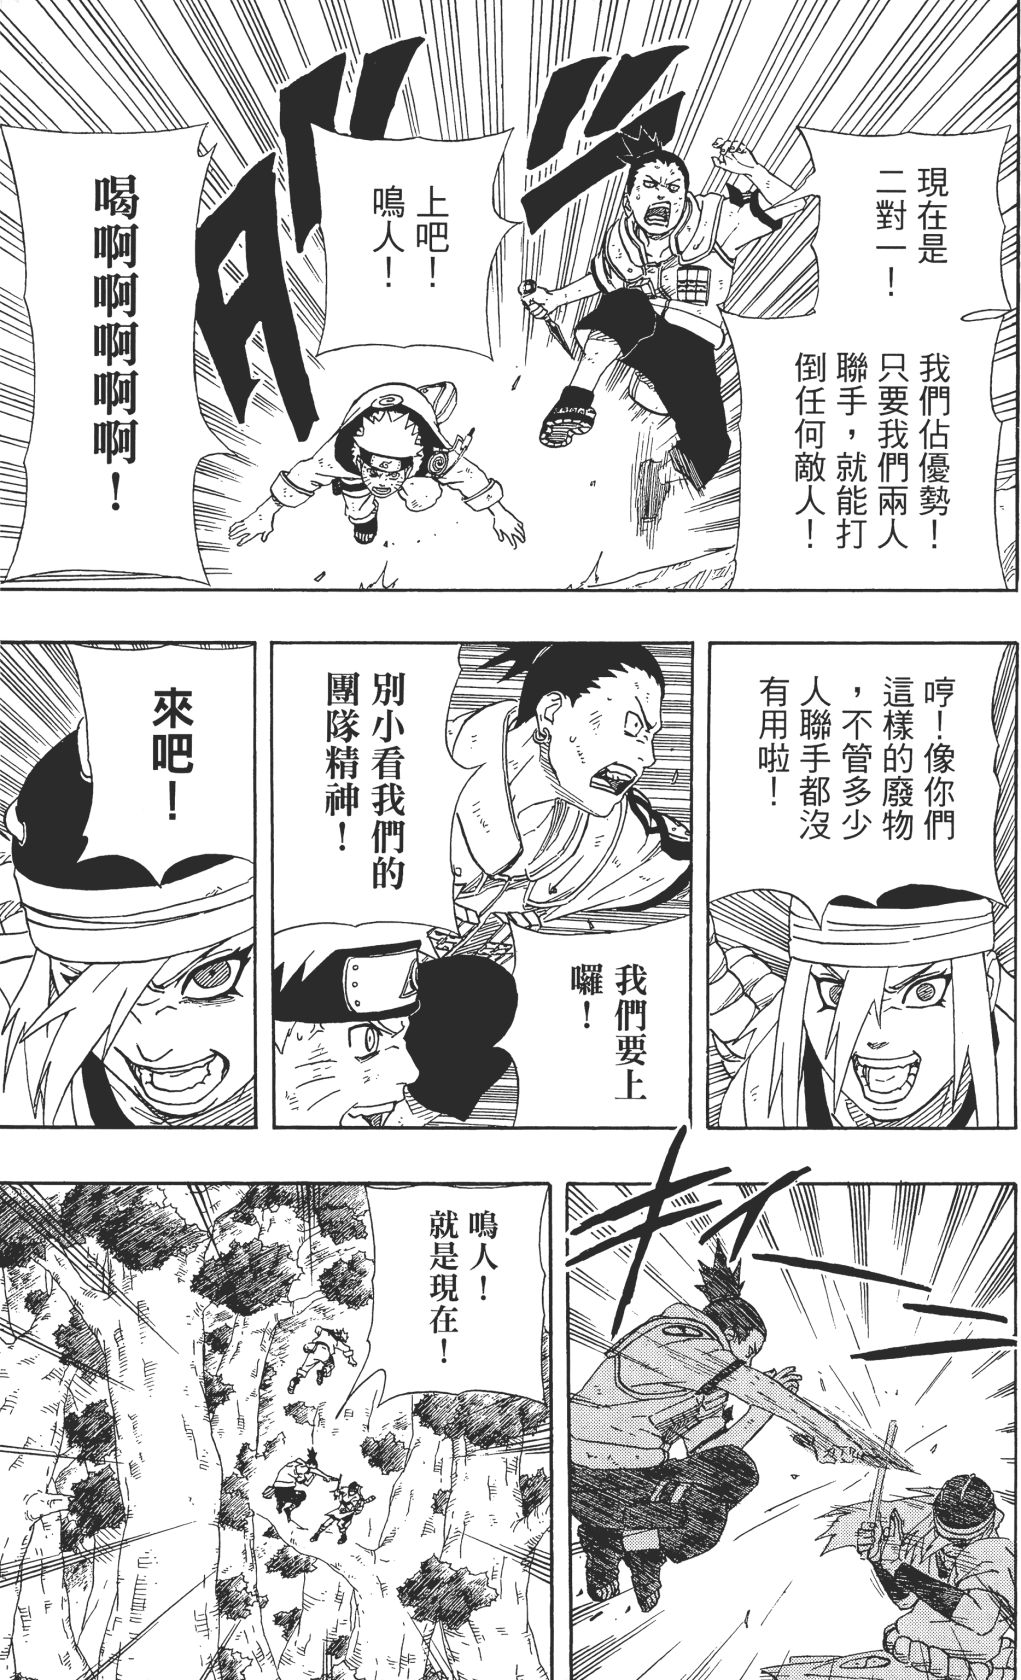 現在是
二對一！
我們佔優勢！
只要我們兩人
聯手，就能打
倒任何敵人！
上吧！
鳴人！
喝啊啊啊啊啊！
ダダッ
哼！像你們
這樣的廢物
，不管多少
人聯手都沒
有用啦！
別小看我們的
團隊精神！
我們要上
囉！
來吧！
キィ
鳴人！
就是現在！